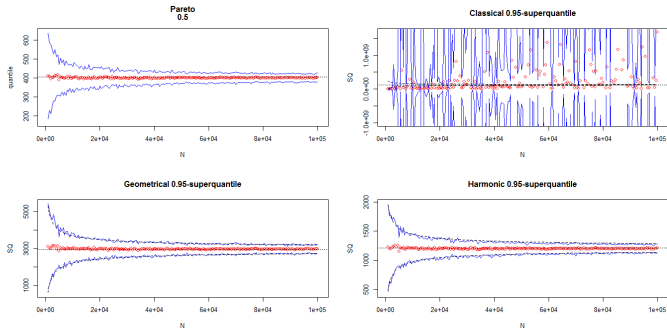 Pareto
0.5
quantile
600
500
400
300
200
0e+00 2e+04 4e+04 6e+04 8e+04 1e+05
N
Classical 0.95-superquantile
SQ
1.0e+09
0.0e+00
-1.0e+09
0e+00 2e+04 4e+04 6e+04 8e+04 1e+05
N
Geometrical 0.95-superquantile
SQ
5000
3000
1000
0e+00 2e+04 4e+04 6e+04 8e+04 1e+05
N
Harmonic 0.95-superquantile
SQ
2000
1500
1000
500
0e+00 2e+04 4e+04 6e+04 8e+04 1e+05
N